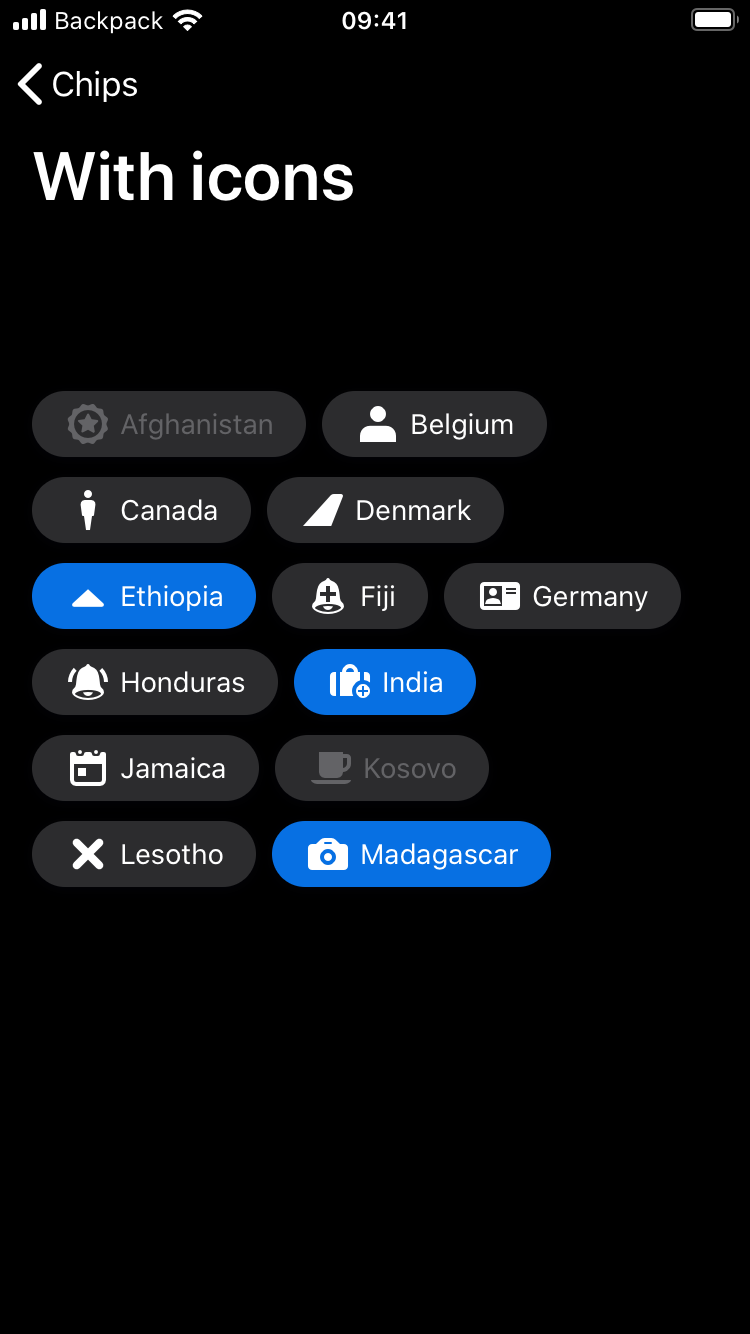 Backpack 09:41
Chips
With icons
Afghanistan Belgium
Canada Denmark
Ethiopia Fiji Germany
Honduras India
Jamaica Kosovo
Lesotho Madagascar